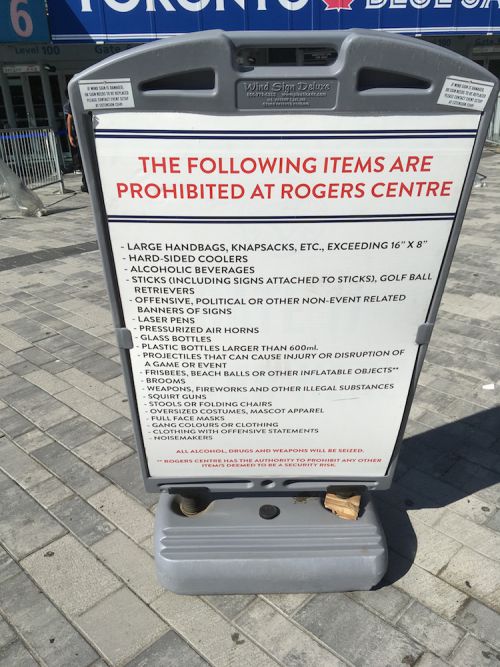 TORONTO BLUE JA
6
Level 100
Gate
Wind Sign Deluxe
THE FOLLOWING ITEMS ARE
PROHIBITED AT ROGERS CENTRE
- LARGE HANDBAGS, KNAPSACKS, ETC., EXCEEDING 16" X 8"
- HARD-SIDED COOLERS
- ALCOHOLIC BEVERAGES
- STICKS (INCLUDING SIGNS ATTACHED TO STICKS), GOLF BALL
RETRIEVERS
- OFFENSIVE, POLITICAL OR OTHER NON-EVENT RELATED
BANNERS OF SIGNS
- LASER PENS
- PRESSURIZED AIR HORNS
- GLASS BOTTLES
- PLASTIC BOTTLES LARGER THAN 600ml.
- PROJECTILES THAT CAN CAUSE INJURY OR DISRUPTION OF
A GAME OR EVENT
- FRISBEES, BEACH BALLS OR OTHER INFLATABLE OBJECTS**
- BROOMS
- WEAPONS, FIREWORKS AND OTHER ILLEGAL SUBSTANCES
- SQUIRT GUNS
- STOOLS OR FOLDING CHAIRS
- OVERSIZED COSTUMES, MASCOT APPAREL
- FULL FACE MASKS
- GANG COLOURS OR CLOTHING
- CLOTHING WITH OFFENSIVE STATEMENTS
- NOISEMAKERS
ALL ALCOHOL, DRUGS AND WEAPONS WILL BE SEIZED.
** ROGERS CENTRE HAS THE AUTHORITY TO PROHIBIT ANY OTHER
ITEM/S DEEMED TO BE A SECURITY RISK.